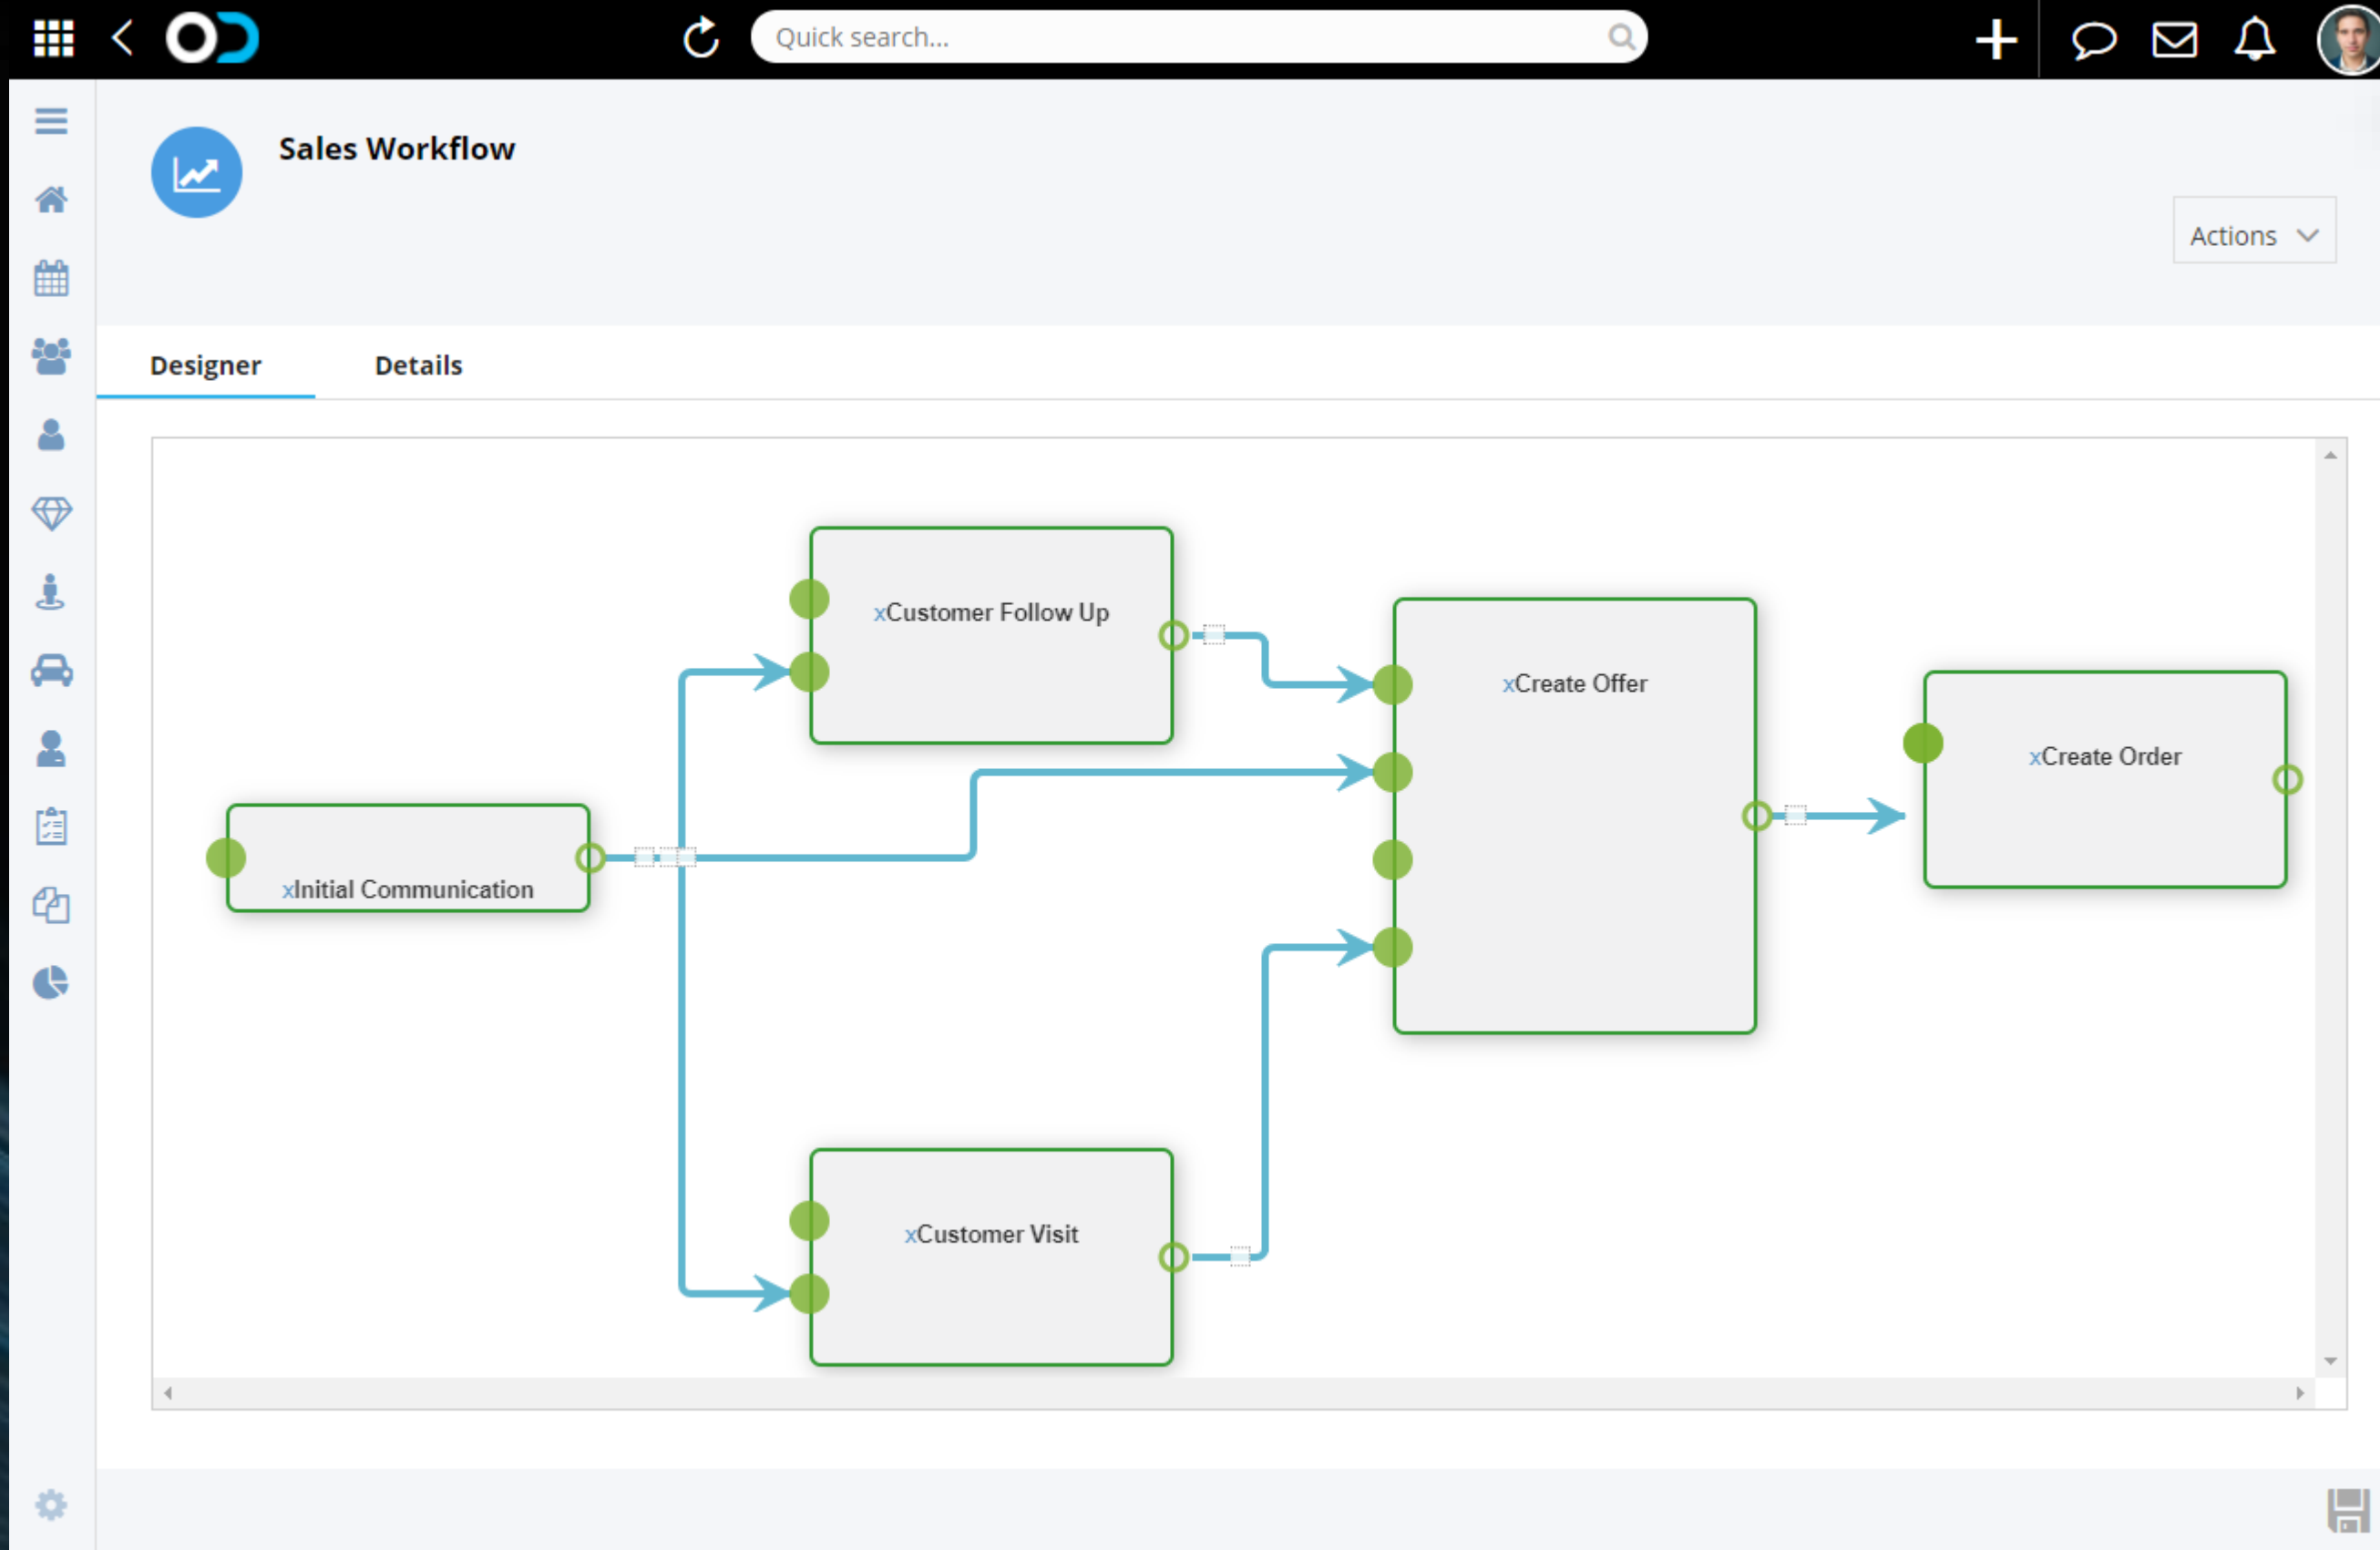 Quick search...
Sales Workflow
Actions
Designer
Details
xCustomer Follow Up
xCreate Offer
xCreate Order
xInitial Communication
xCustomer Visit